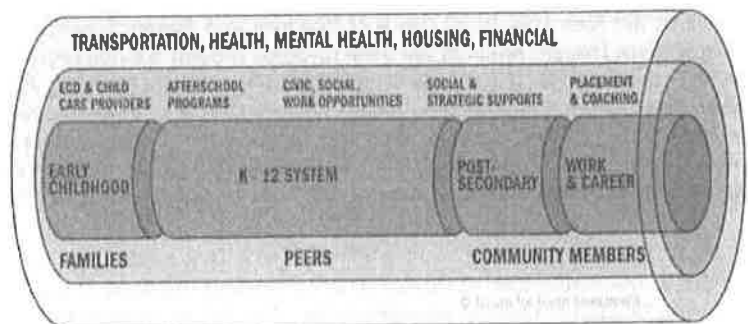 TRANSPORTATION, HEALTH, MENTAL HEALTH, HOUSING, FINANCIAL
ECD & CHILD
CARE PROVIDERS
AFTERSCHOOL
PROGRAMS
CIVIC, SOCIAL,
WORK OPPORTUNITIES
SOCIAL &
STRATEGIC SUPPORTS
PLACEMENT
& COACHING
EARLY
CHILDHOOD
K - 12 SYSTEM
POST-
SECONDARY
WORK
& CAREER
FAMILIES
PEERS
COMMUNITY MEMBERS